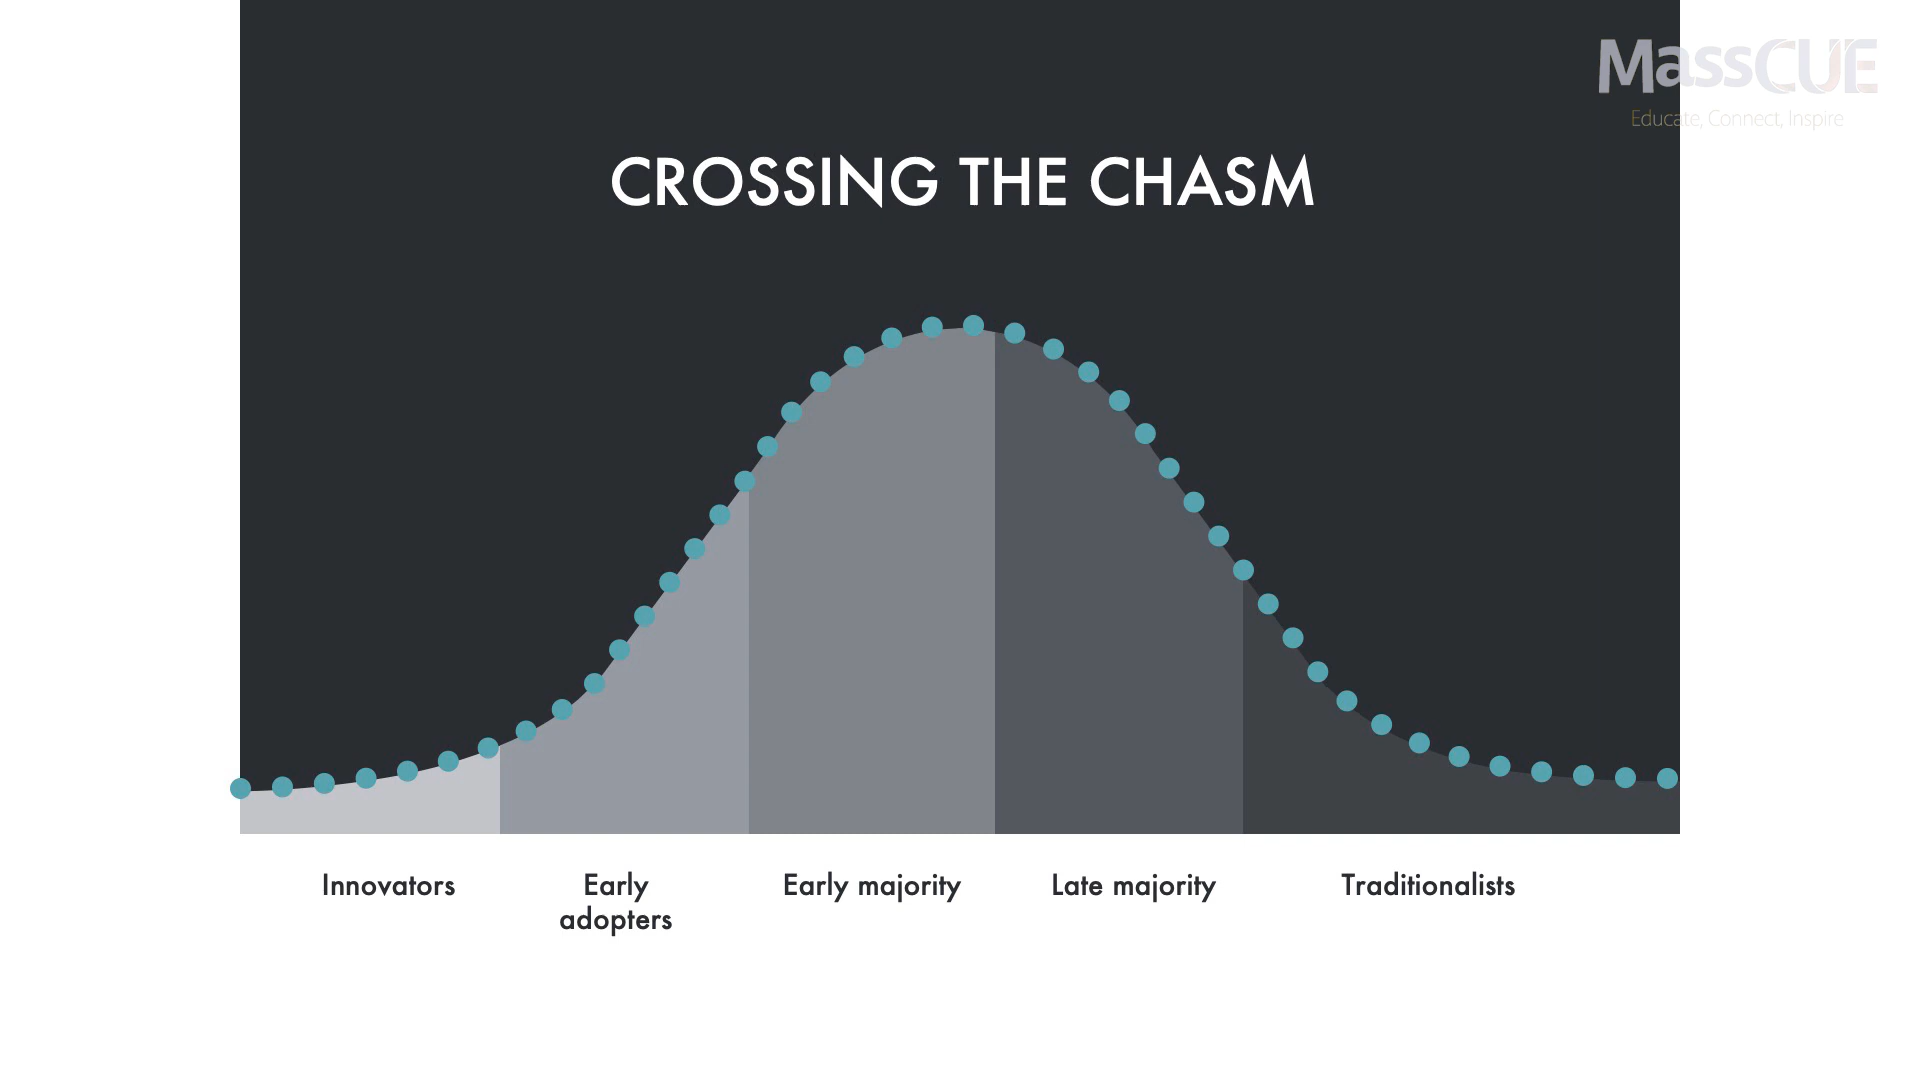 MassCUE
Educate, Connect, Inspire
CROSSING THE CHASM
Innovators
Early
adopters
Early majority
Late majority
Traditionalists